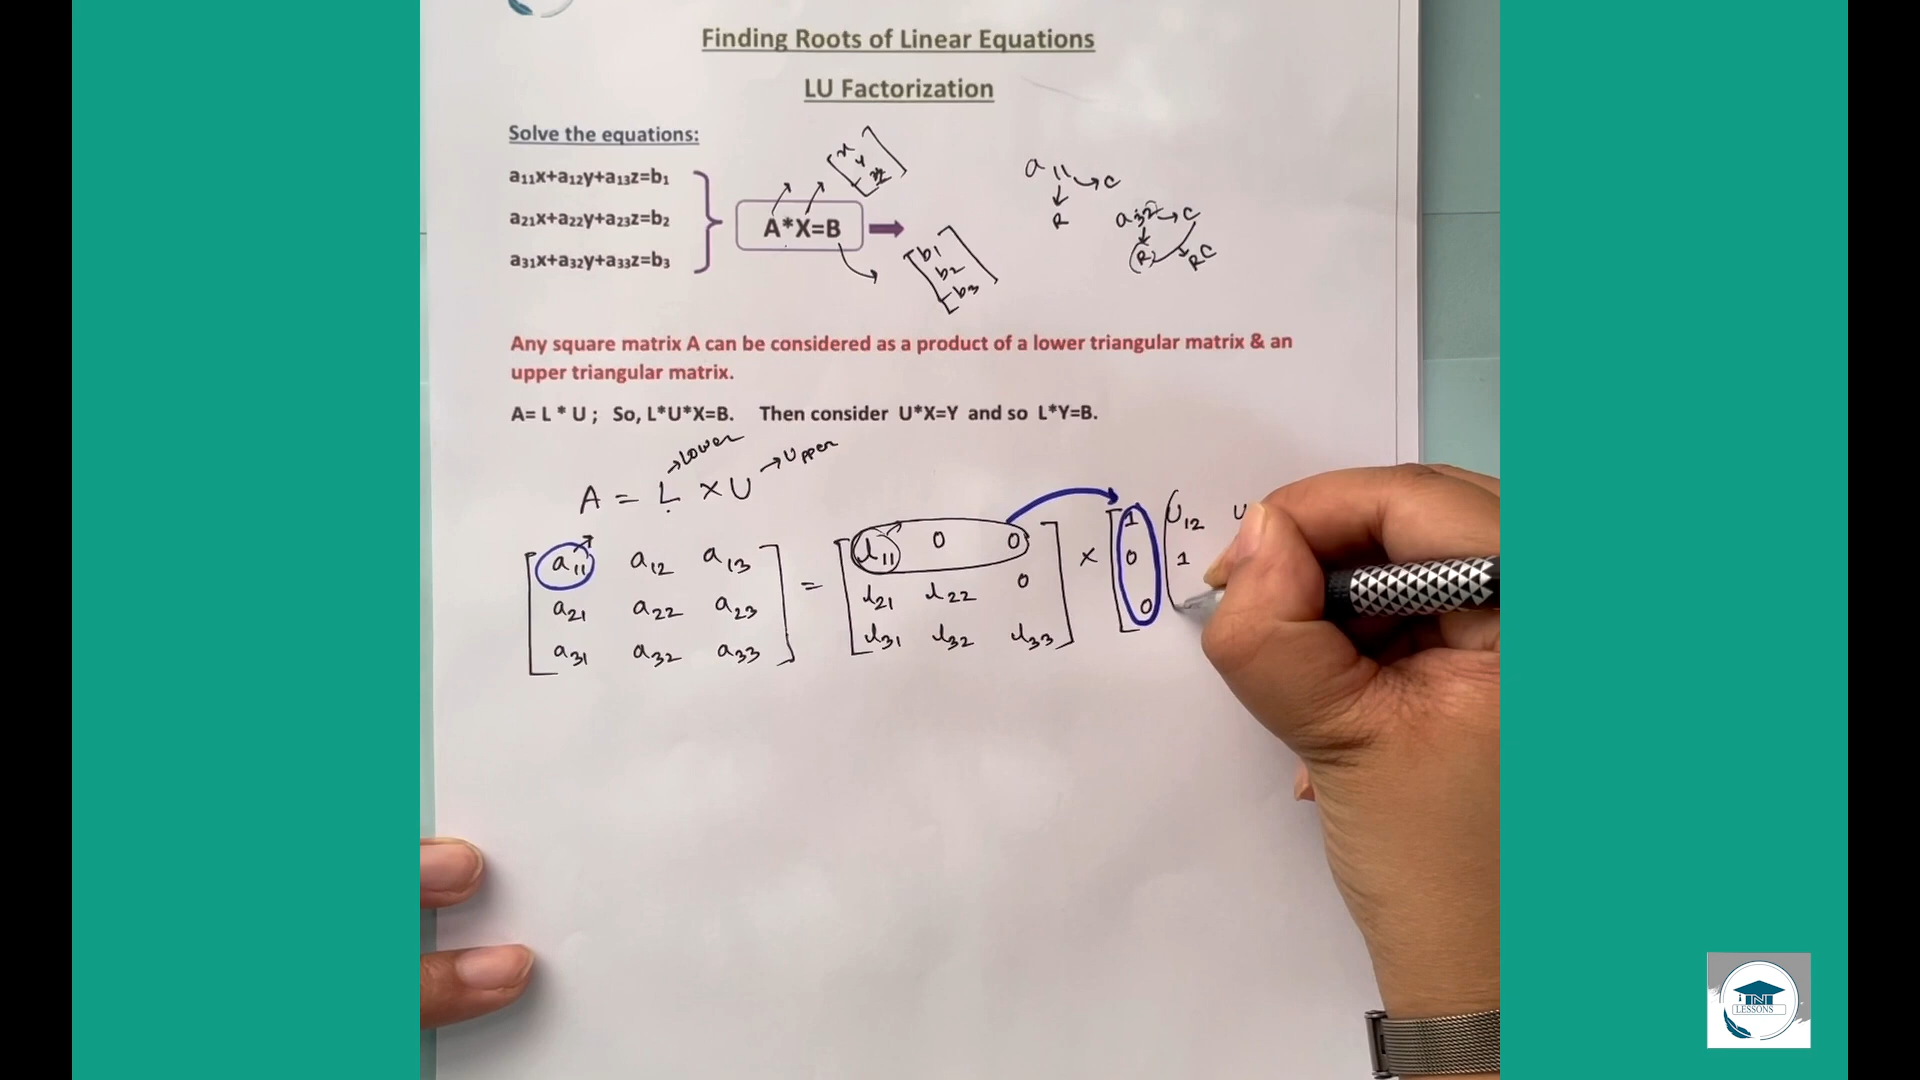 Finding Roots of Linear Equations
LU Factorization
Solve the equations:
a11x+a12y+a13z=b1
a21x+a22y+a23z=b2
a31x+a32y+a33z=b3
A*X=B
x
y
z
b1
b2
b3
a11 → C
R
a32 → C
R
RC
Any square matrix A can be considered as a product of a lower triangular matrix & an
upper triangular matrix.
A= L * U ; So, L*U*X=B. Then consider U*X=Y and so L*Y=B.
→Lower →Upper
A = L × U
a11 a12 a13 = l11 0 0 × 1 U12 U
a21 a22 a23 l21 l22 0 0 1
a31 a32 a33 l31 l32 l33 0
iN
LESSONS